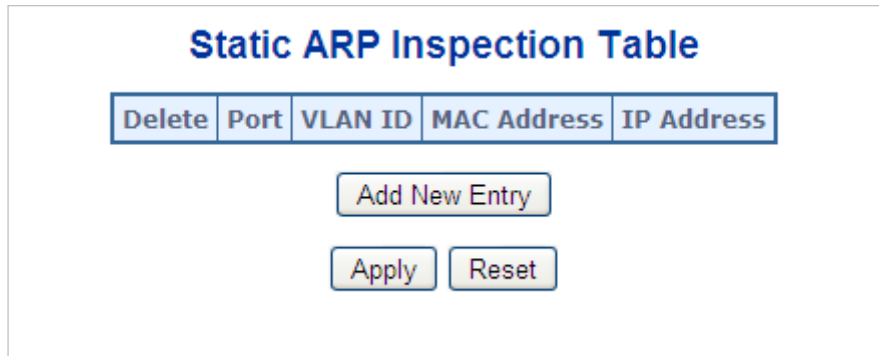 Static ARP Inspection Table
Delete Port VLAN ID MAC Address IP Address
Add New Entry
Apply Reset